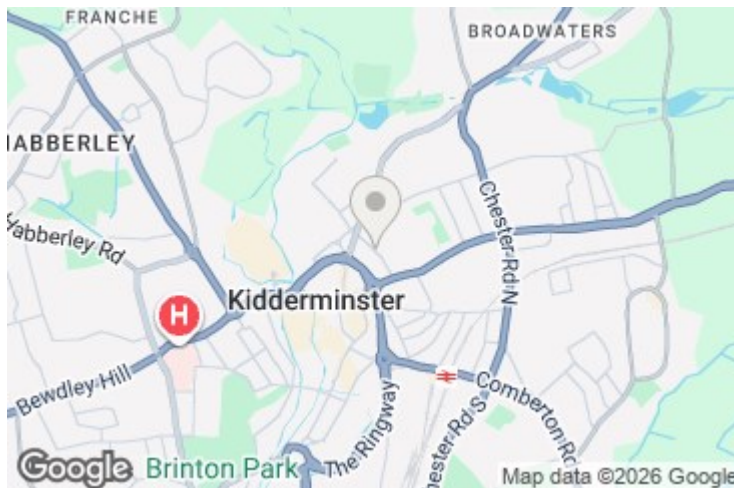 FRANCHE
BROADWATERS
HABBERLEY
Habberley Rd
Chester Rd N
Kidderminster
H
Bewdley Hill
Comberton Rd
The Ringway
Chester Rd S
Google
Brinton Park
Map data ©2026 Google